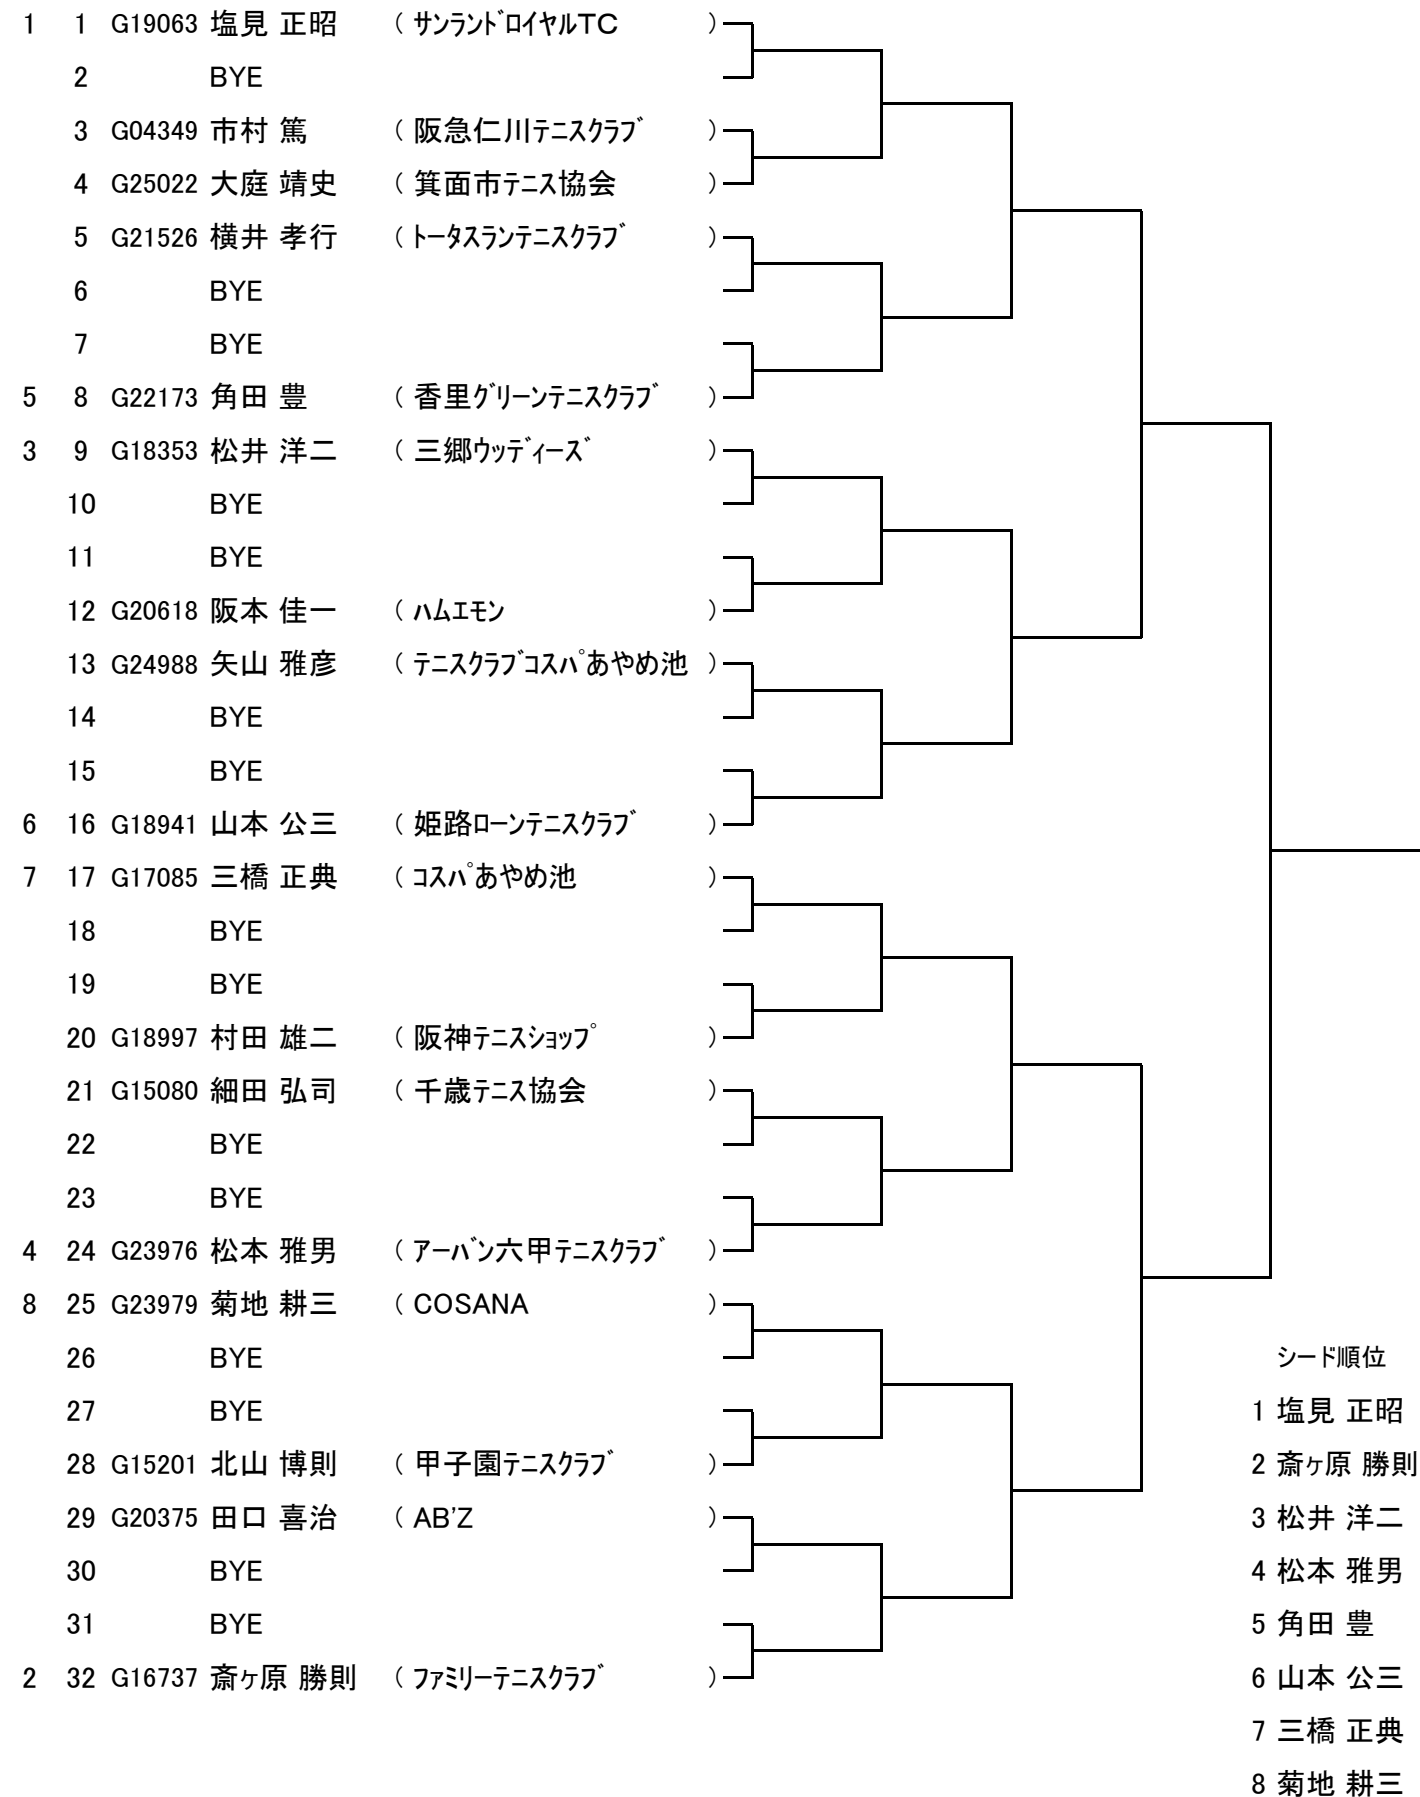 1 1 G19063 塩見 正昭 ( ｻﾝﾗﾝﾄﾞﾛｲﾔﾙTC )
2 BYE
3 G04349 市村 篤 ( 阪急仁川ﾃﾆｽｸﾗﾌﾞ )
4 G25022 大庭 靖史 ( 箕面市ﾃﾆｽ協会 )
5 G21526 横井 孝行 ( ﾄｰﾀｽﾗﾝﾃﾆｽｸﾗﾌﾞ )
6 BYE
7 BYE
5 8 G22173 角田 豊 ( 香里ｸﾞﾘｰﾝﾃﾆｽｸﾗﾌﾞ )
3 9 G18353 松井 洋二 ( 三郷ｳｯﾃﾞｨｰｽﾞ )
10 BYE
11 BYE
12 G20618 阪本 佳一 ( ﾊﾑｴﾓﾝ )
13 G24988 矢山 雅彦 ( ﾃﾆｽｸﾗﾌﾞｺｽﾊﾟあやめ池 )
14 BYE
15 BYE
6 16 G18941 山本 公三 ( 姫路ﾛｰﾝﾃﾆｽｸﾗﾌﾞ )
7 17 G17085 三橋 正典 ( ｺｽﾊﾟあやめ池 )
18 BYE
19 BYE
20 G18997 村田 雄二 ( 阪神ﾃﾆｽｼｮｯﾌﾟ )
21 G15080 細田 弘司 ( 千歳ﾃﾆｽ協会 )
22 BYE
23 BYE
4 24 G23976 松本 雅男 ( ｱｰﾊﾞﾝ六甲ﾃﾆｽｸﾗﾌﾞ )
8 25 G23979 菊地 耕三 ( COSANA )
26 BYE
27 BYE
28 G15201 北山 博則 ( 甲子園ﾃﾆｽｸﾗﾌﾞ )
29 G20375 田口 喜治 ( AB'Z )
30 BYE
31 BYE
2 32 G16737 斎ヶ原 勝則 ( ﾌｧﾐﾘｰﾃﾆｽｸﾗﾌﾞ )
シード順位
1 塩見 正昭
2 斎ヶ原 勝則
3 松井 洋二
4 松本 雅男
5 角田 豊
6 山本 公三
7 三橋 正典
8 菊地 耕三